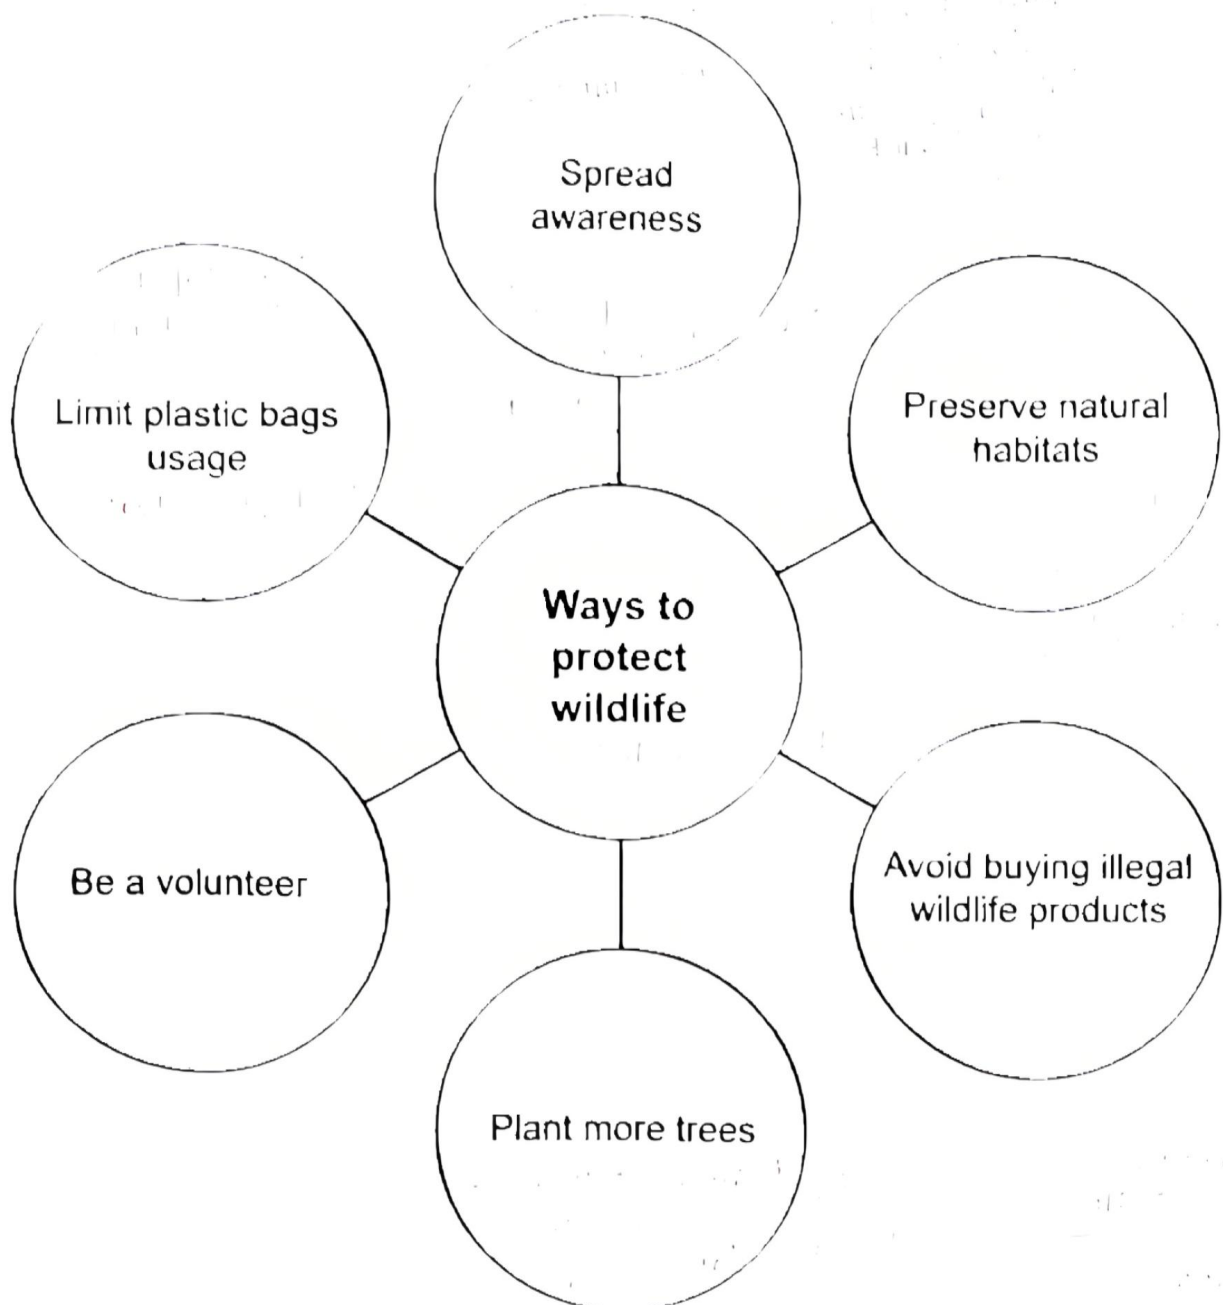 Spread
awareness
Limit plastic bags
usage
Preserve natural
habitats
Ways to
protect
wildlife
Be a volunteer
Avoid buying illegal
wildlife products
Plant more trees